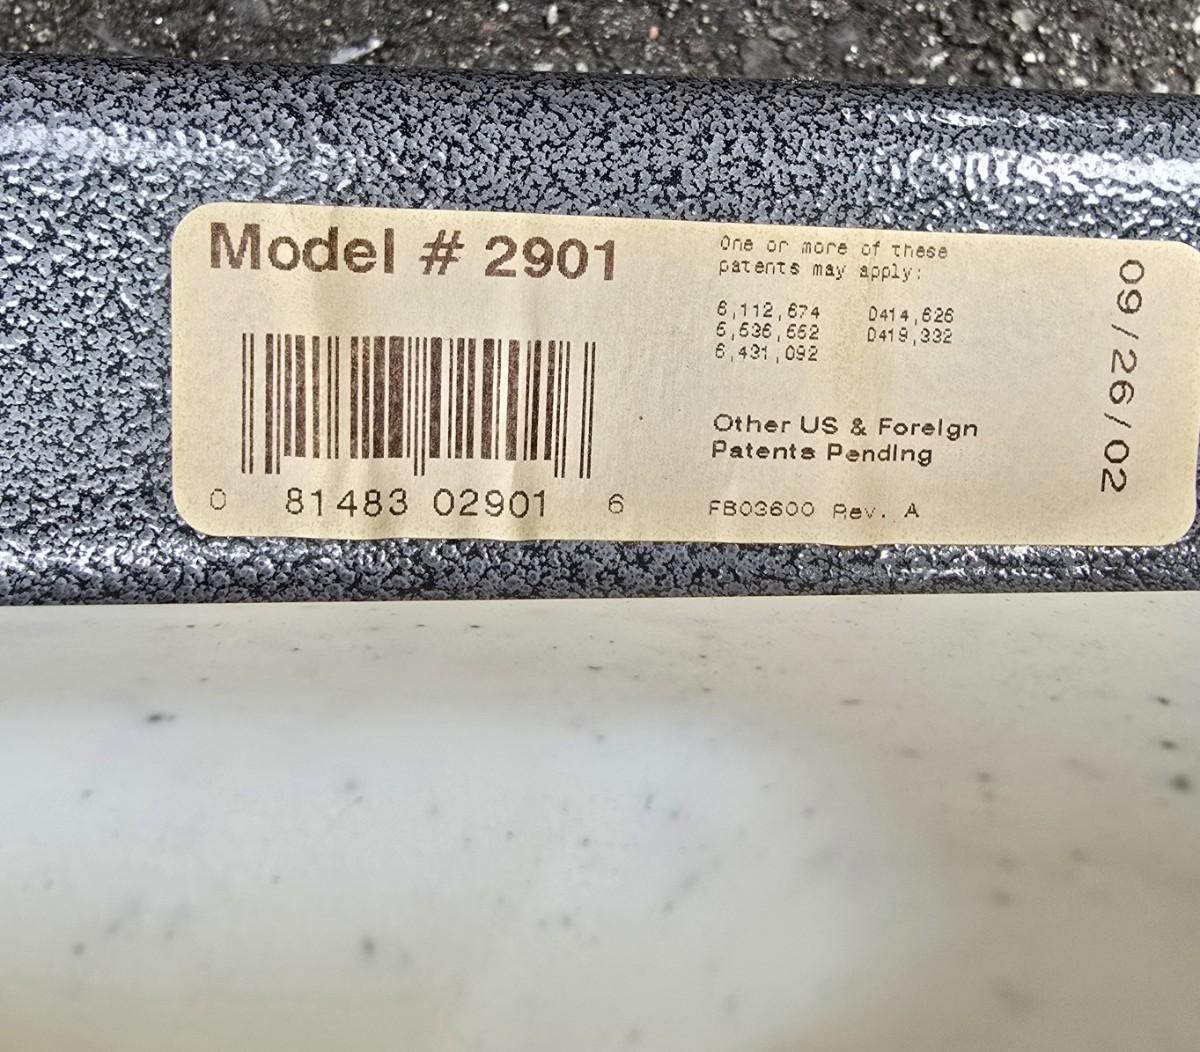 Model # 2901
0 81483 02901 6
One or more of these
patents may apply:
6,112,674 D414,626
6,536,652 D419,332
6,431,092
Other US & Foreign
Patents Pending
FB03600 Rev. A
09/26/02